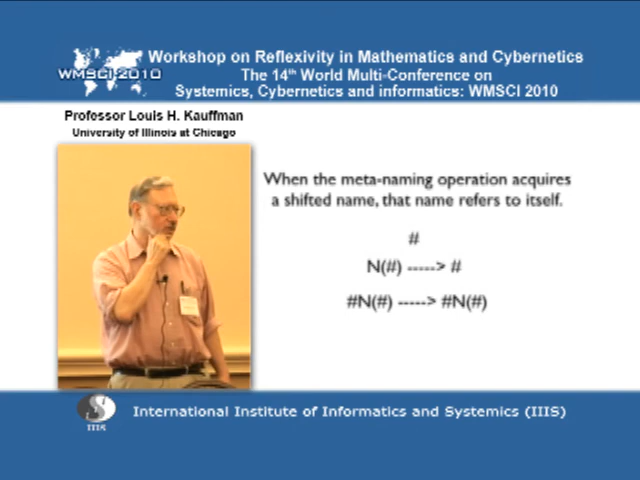 Workshop on Reflexivity in Mathematics and Cybernetics
WMSCI 2010
The 14th World Multi-Conference on
Systemics, Cybernetics and informatics: WMSCI 2010
Professor Louis H. Kauffman
University of Illinois at Chicago
When the meta-naming operation acquires
a shifted name, that name refers to itself.
#
N(#) -----> #
#N(#) -----> #N(#)
International Institute of Informatics and Systemics (IIIS)
IIIS